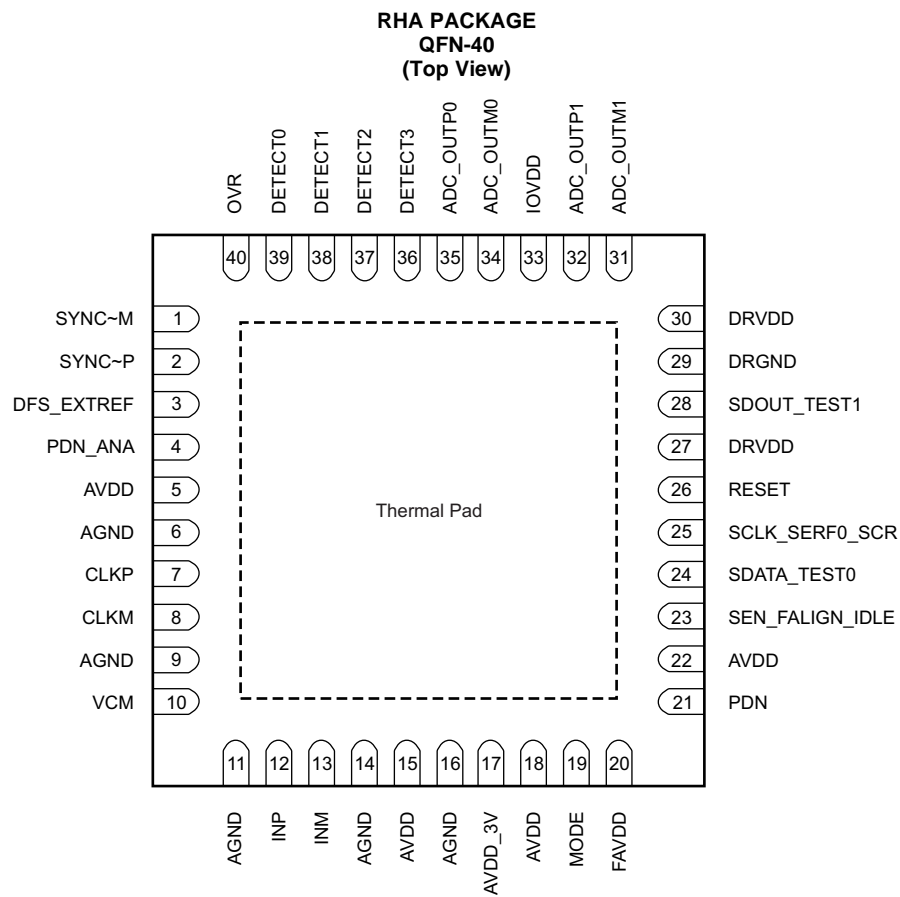 RHA PACKAGE
QFN-40
(Top View)
OVR
DETECT0
DETECT1
DETECT2
DETECT3
ADC_OUTP0
ADC_OUTM0
IOVDD
ADC_OUTP1
ADC_OUTM1
40
39
38
37
36
35
34
33
32
31
SYNC~M 1
SYNC~P 2
DFS_EXTREF 3
PDN_ANA 4
AVDD 5
AGND 6
CLKP 7
CLKM 8
AGND 9
VCM 10
Thermal Pad
30 DRVDD
29 DRGND
28 SDOUT_TEST1
27 DRVDD
26 RESET
25 SCLK_SERF0_SCR
24 SDATA_TEST0
23 SEN_FALIGN_IDLE
22 AVDD
21 PDN
11
12
13
14
15
16
17
18
19
20
AGND
INP
INM
AGND
AVDD
AGND
AVDD_3V
AVDD
MODE
FAVDD